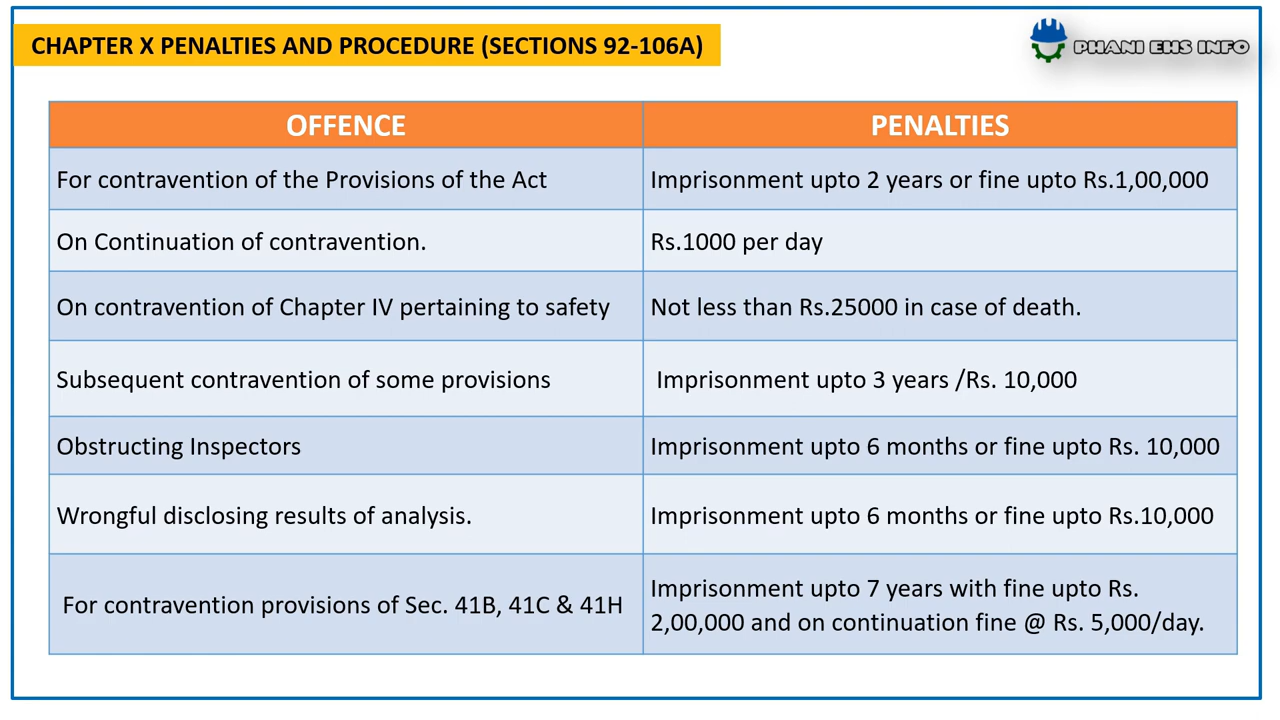 CHAPTER X PENALTIES AND PROCEDURE (SECTIONS 92-106A)
PHANI EHS INFO
OFFENCE
PENALTIES
For contravention of the Provisions of the Act
Imprisonment upto 2 years or fine upto Rs.1,00,000
On Continuation of contravention.
Rs.1000 per day
On contravention of Chapter IV pertaining to safety
Not less than Rs.25000 in case of death.
Subsequent contravention of some provisions
Imprisonment upto 3 years /Rs. 10,000
Obstructing Inspectors
Imprisonment upto 6 months or fine upto Rs. 10,000
Wrongful disclosing results of analysis.
Imprisonment upto 6 months or fine upto Rs.10,000
For contravention provisions of Sec. 41B, 41C & 41H
Imprisonment upto 7 years with fine upto Rs.
2,00,000 and on continuation fine @ Rs. 5,000/day.